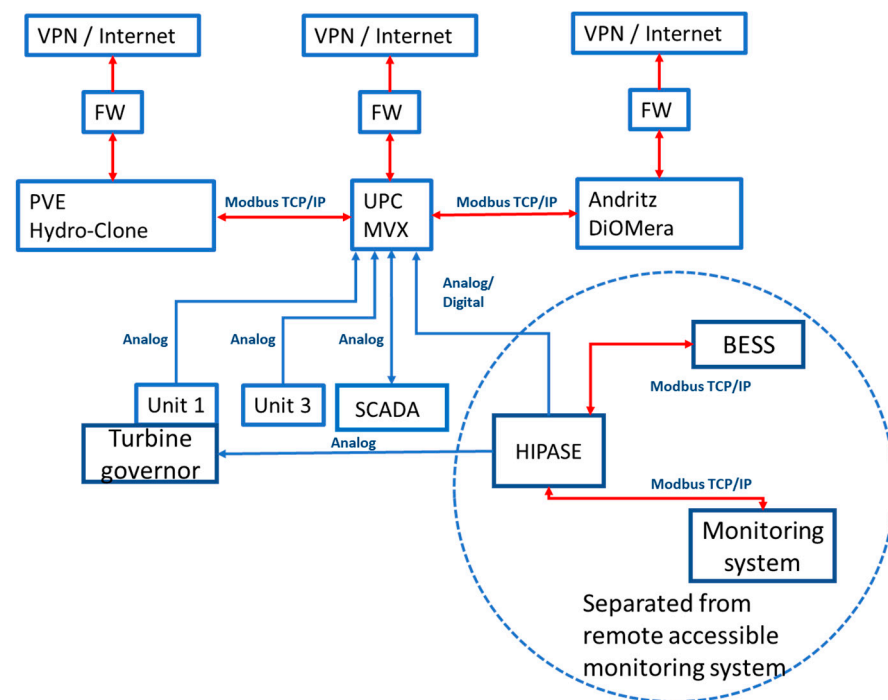 VPN / Internet
VPN / Internet
VPN / Internet
FW
FW
FW
PVE
Hydro-Clone
Modbus TCP/IP
UPC
MVX
Modbus TCP/IP
Andritz
DiOMera
Analog/
Digital
Analog
Analog
Analog
BESS
Modbus TCP/IP
Unit 1
Unit 3
SCADA
Turbine
governor
Analog
HIPASE
Modbus TCP/IP
Monitoring
system
Separated from
remote accessible
monitoring system